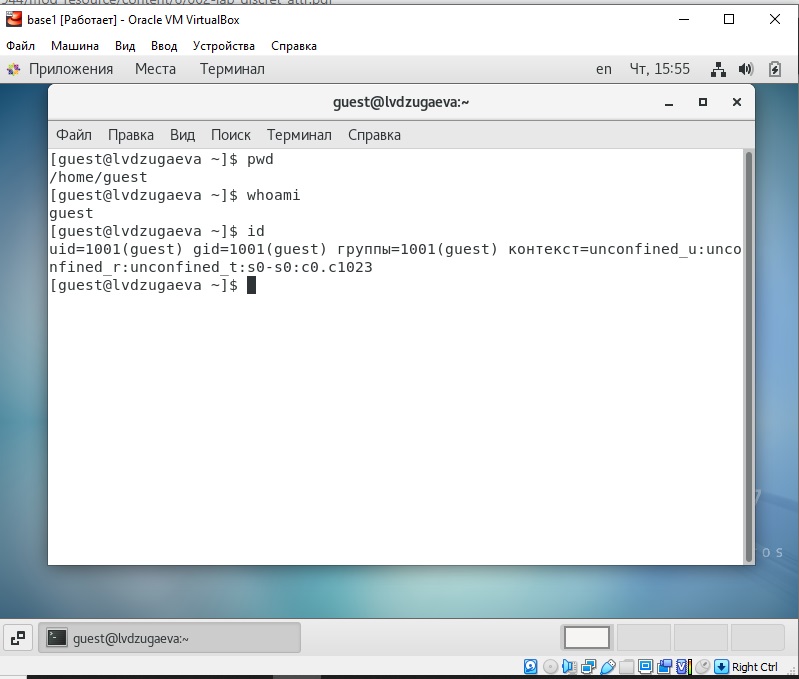 base1 [Работает] - Oracle VM VirtualBox
Файл Машина Вид Ввод Устройства Справка
Приложения Места Терминал en Чт, 15:55
guest@lvdzugaeva:~
Файл Правка Вид Поиск Терминал Справка
[guest@lvdzugaeva ~]$ pwd
/home/guest
[guest@lvdzugaeva ~]$ whoami
guest
[guest@lvdzugaeva ~]$ id
uid=1001(guest) gid=1001(guest) группы=1001(guest) контекст=unconfined_u:unco
nfined_r:unconfined_t:s0-s0:c0.c1023
[guest@lvdzugaeva ~]$
7
O S
guest@lvdzugaeva:~
Right Ctrl